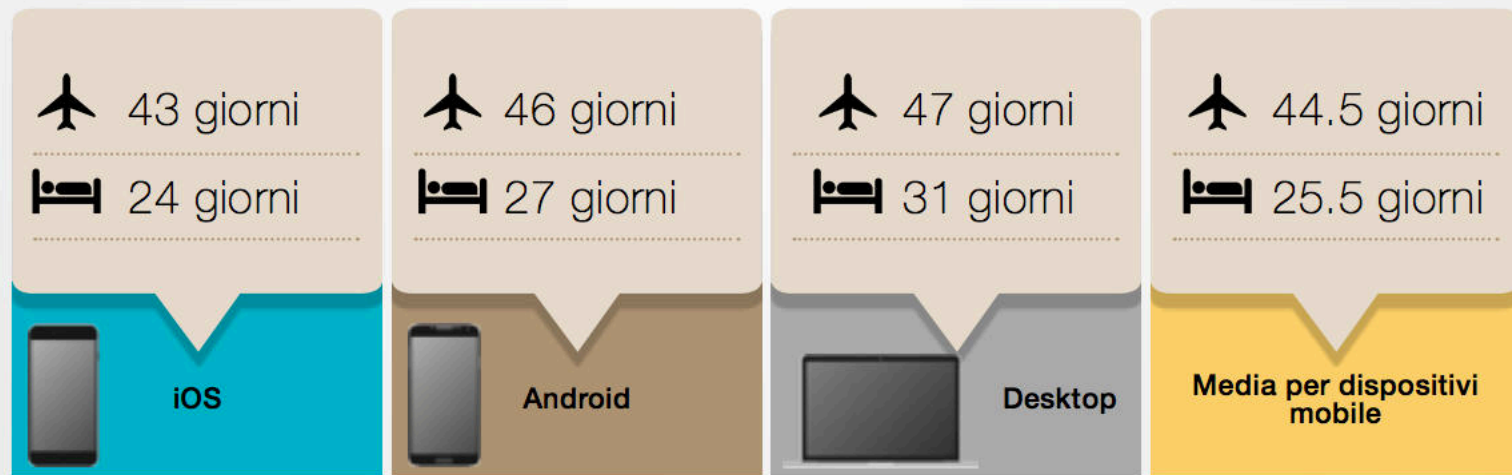 43 giorni
24 giorni
iOS
46 giorni
27 giorni
Android
47 giorni
31 giorni
Desktop
44.5 giorni
25.5 giorni
Media per dispositivi
mobile